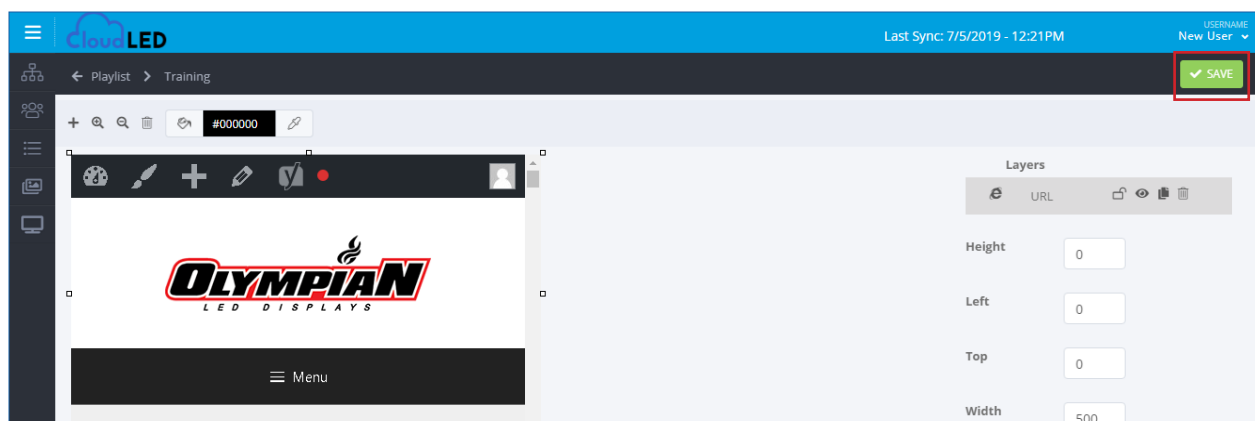 CloudLED
Last Sync: 7/5/2019 - 12:21PM
USERNAME
New User
Playlist
Training
SAVE
#000000
Layers
URL
OLYMPIAN
LED DISPLAYS
Menu
Height
0
Left
0
Top
0
Width
500